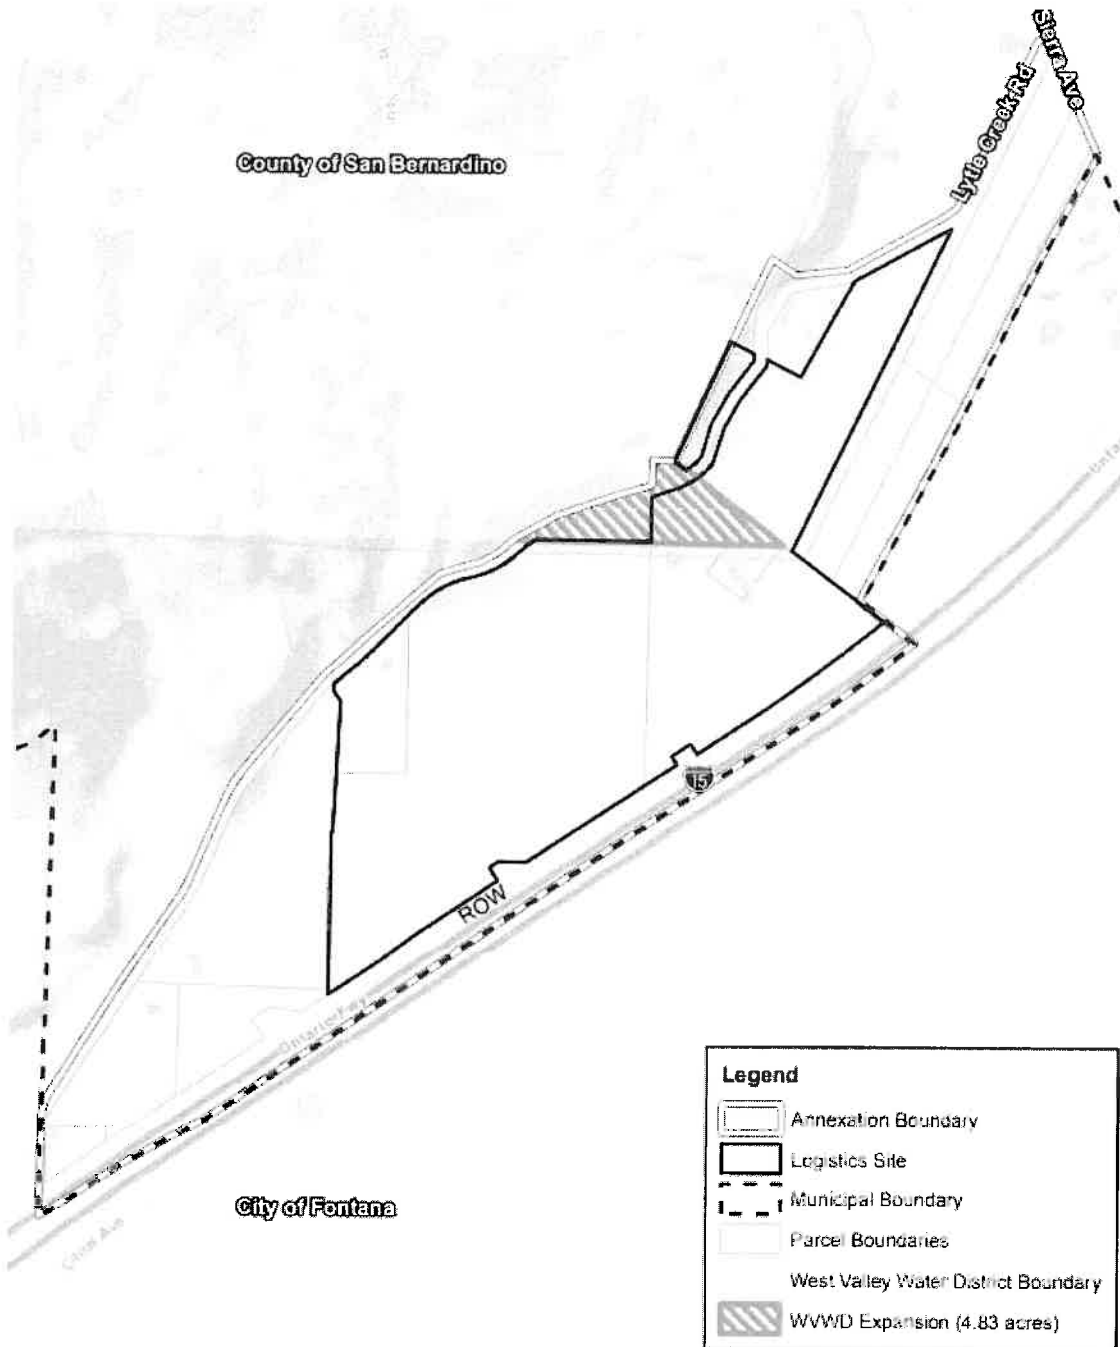 Sierra Ave
Lytle Creek Rd
County of San Bernardino
15
ROW
City of Fontana
Legend
Annexation Boundary
Logistics Site
Municipal Boundary
Parcel Boundaries
West Valley Water District Boundary
WVWD Expansion (4.83 acres)